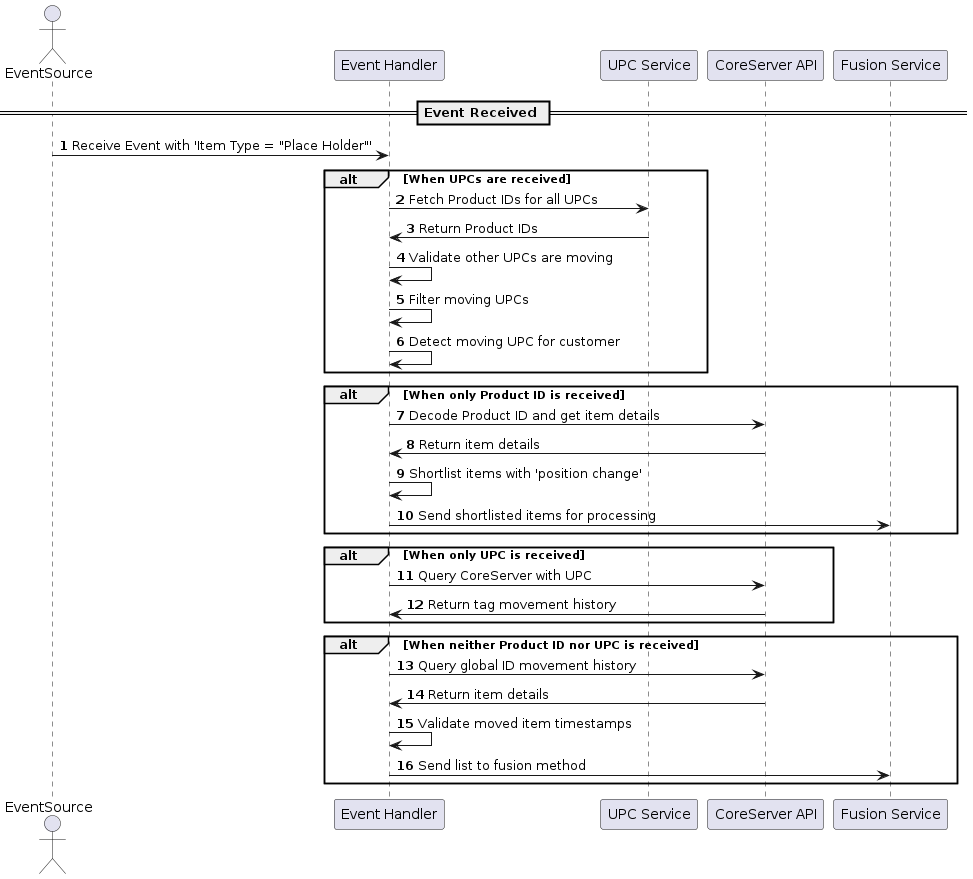 EventSource
Event Handler
UPC Service
CoreServer API
Fusion Service
Event Received
1 Receive Event with 'Item Type = "Place Holder"'
alt [When UPCs are received]
2 Fetch Product IDs for all UPCs
3 Return Product IDs
4 Validate other UPCs are moving
5 Filter moving UPCs
6 Detect moving UPC for customer
alt [When only Product ID is received]
7 Decode Product ID and get item details
8 Return item details
9 Shortlist items with 'position change'
10 Send shortlisted items for processing
alt [When only UPC is received]
11 Query CoreServer with UPC
12 Return tag movement history
alt [When neither Product ID nor UPC is received]
13 Query global ID movement history
14 Return item details
15 Validate moved item timestamps
16 Send list to fusion method
EventSource
Event Handler
UPC Service
CoreServer API
Fusion Service